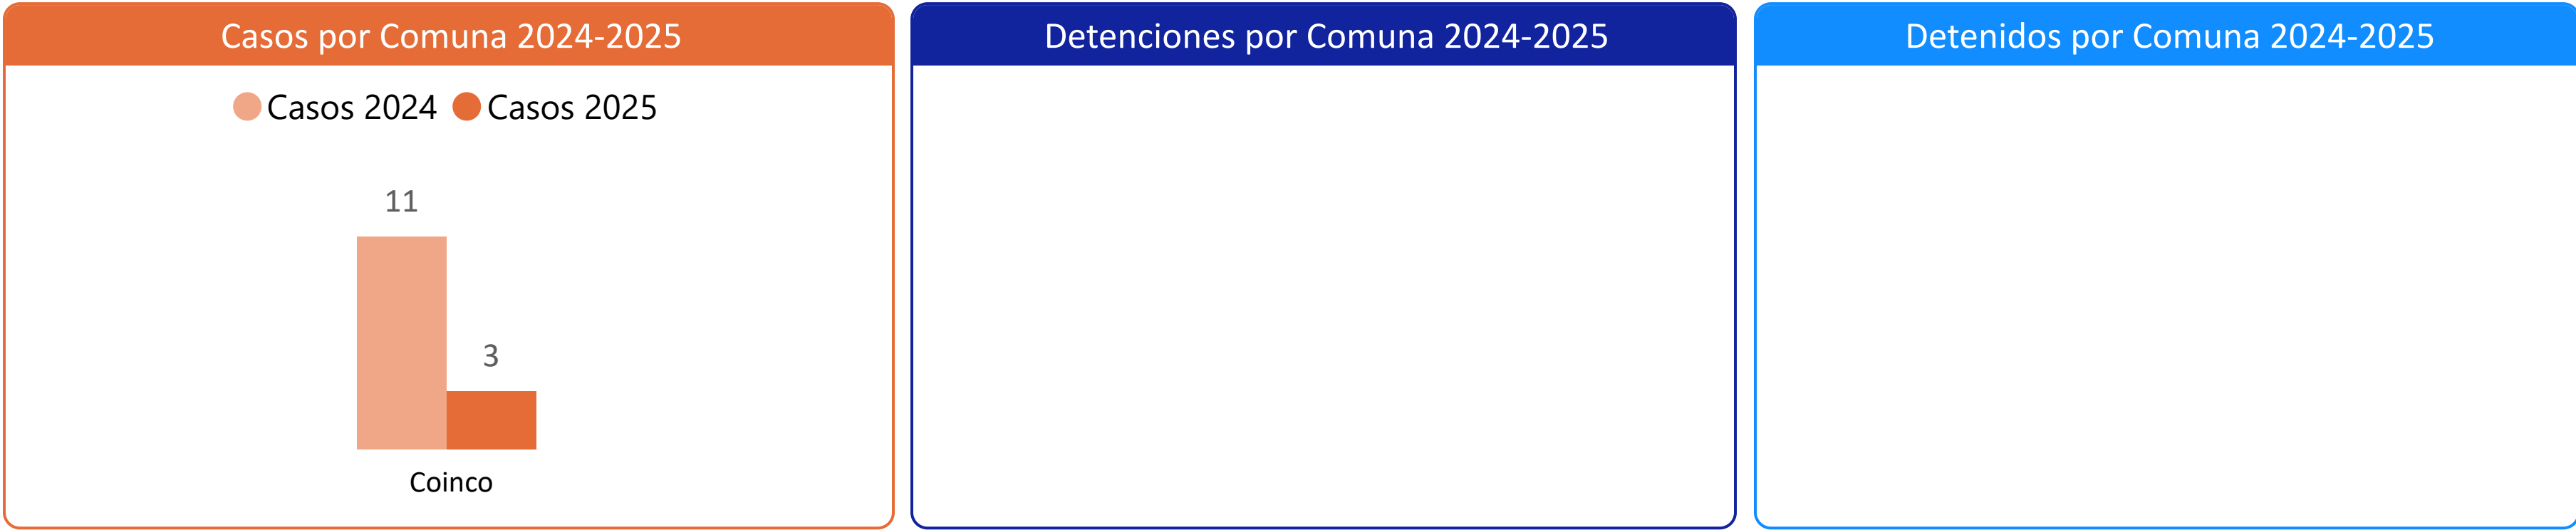 Casos por Comuna 2024-2025
Casos 2024 Casos 2025
11
3
Coinco
Detenciones por Comuna 2024-2025
Detenidos por Comuna 2024-2025